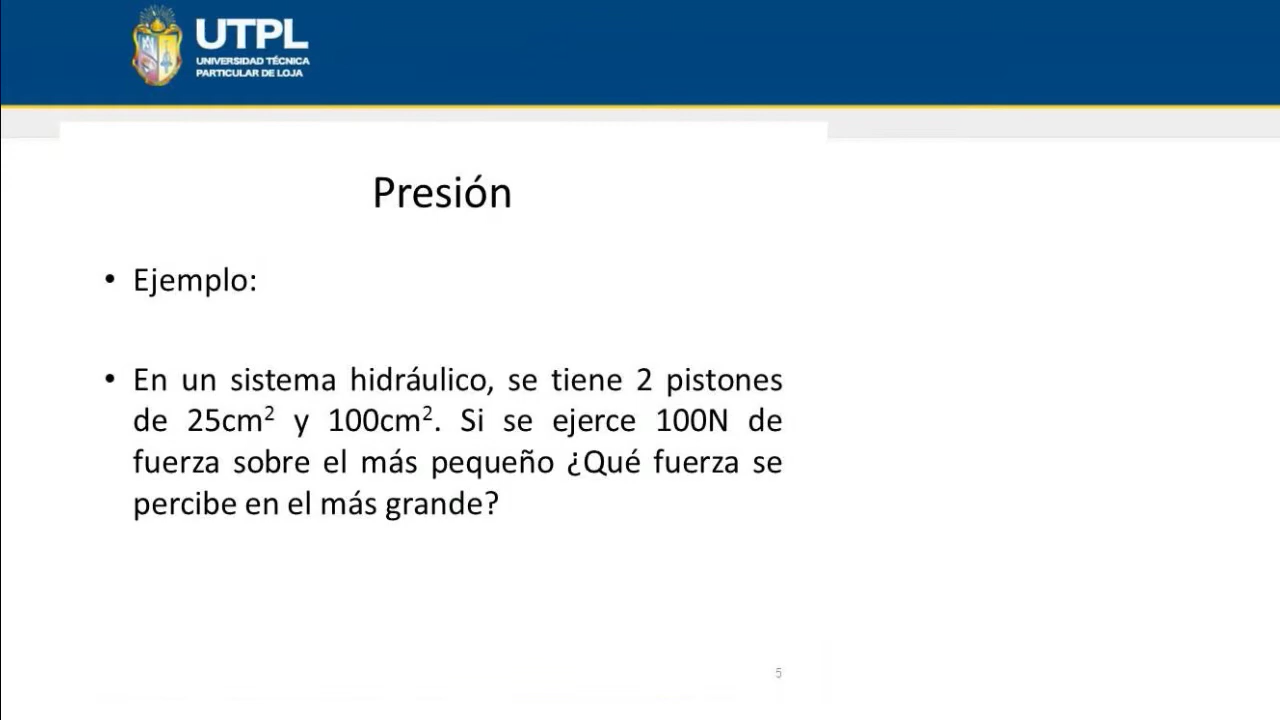 UTPL
UNIVERSIDAD TÉCNICA
PARTICULAR DE LOJA
Presión
• Ejemplo:
• En un sistema hidráulico, se tiene 2 pistones
de 25cm² y 100cm². Si se ejerce 100N de
fuerza sobre el más pequeño ¿Qué fuerza se
percibe en el más grande?
5